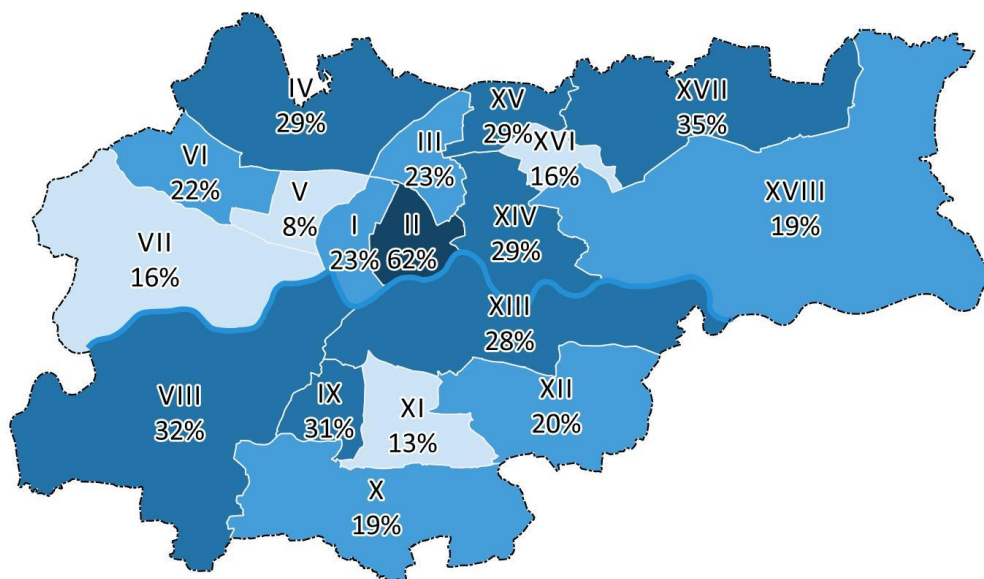 IV
29%
XV
29%
XVII
35%
III
23%
XVI
16%
VI
22%
V
8%
I
23%
II
62%
XIV
29%
XVIII
19%
VII
16%
XIII
28%
VIII
32%
IX
31%
XI
13%
XII
20%
X
19%